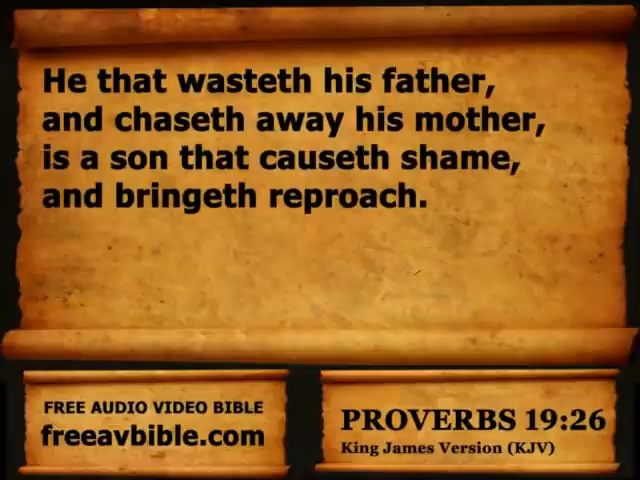 He that wasteth his father,
and chaseth away his mother,
is a son that causeth shame,
and bringeth reproach.
FREE AUDIO VIDEO BIBLE
freeavbible.com
PROVERBS 19:26
King James Version (KJV)